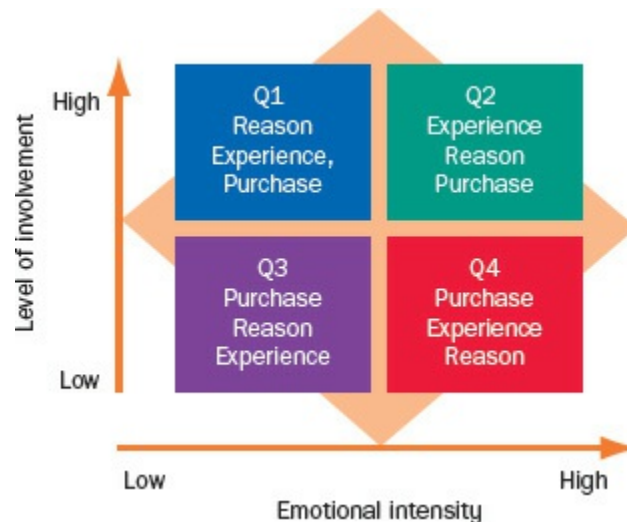 High
Level of involvement
Low
Q1
Reason
Experience,
Purchase
Q2
Experience
Reason
Purchase
Q3
Purchase
Reason
Experience
Q4
Purchase
Experience
Reason
Low
High
Emotional intensity